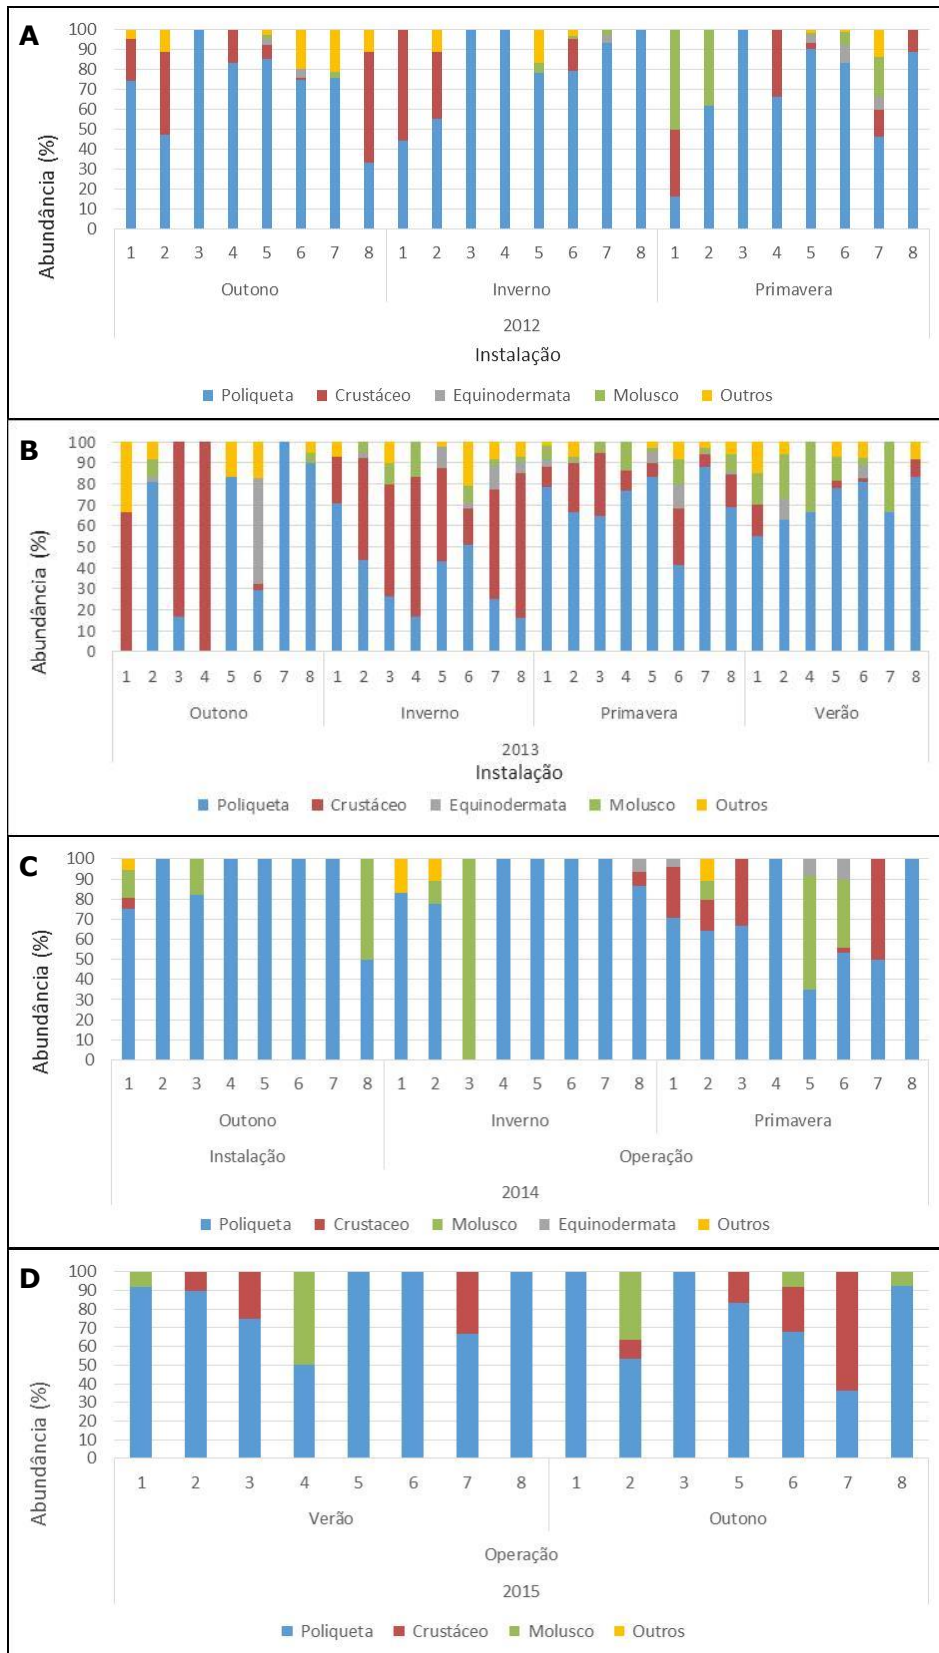 A
100
90
80
70
60
50
40
30
20
10
0
Abundância (%)
1 2 3 4 5 6 7 8 1 2 3 4 5 6 7 8 1 2 3 4 5 6 7 8
Outono Inverno Primavera
2012
Instalação
Poliqueta Crustáceo Equinodermata Molusco Outros
B
100
90
80
70
60
50
40
30
20
10
0
Abundância (%)
1 2 3 4 5 6 7 8 1 2 3 4 5 6 7 8 1 2 3 4 5 6 7 8 1 2 4 5 6 7 8
Outono Inverno Primavera Verão
2013
Instalação
Poliqueta Crustáceo Equinodermata Molusco Outros
C
100
90
80
70
60
50
40
30
20
10
0
Abundância (%)
1 2 3 4 5 6 7 8 1 2 3 4 5 6 7 8 1 2 3 4 5 6 7 8
Outono Inverno Primavera
Instalação Operação
2014
Poliqueta Crustaceo Molusco Equinodermata Outros
D
100
90
80
70
60
50
40
30
20
10
0
Abundância (%)
1 2 3 4 5 6 7 8 1 2 3 5 6 7 8
Verão Outono
Operação
2015
Poliqueta Crustáceo Molusco Outros